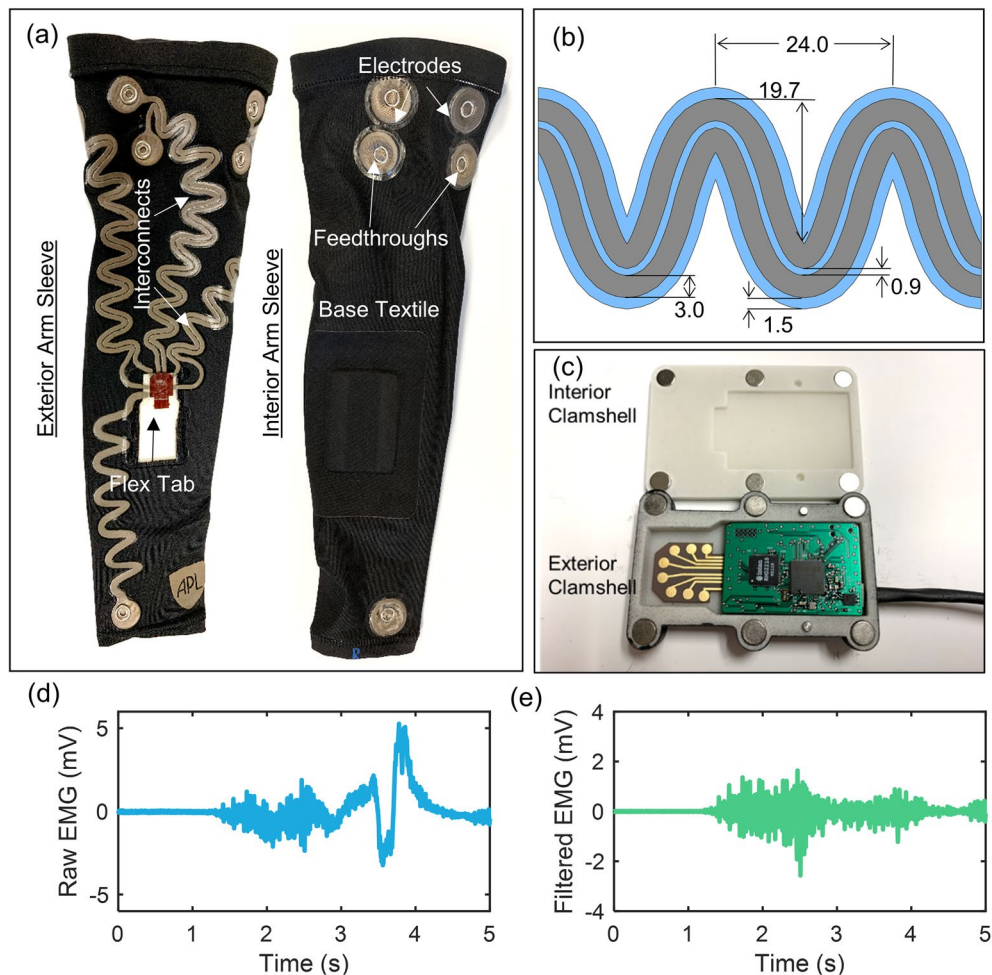 (a)
Electrodes
Interconnects
Feedthroughs
Exterior Arm Sleeve
Interior Arm Sleeve
Base Textile
Flex Tab
APL
R
(b)
24.0
19.7
0.9
3.0
1.5
(c)
Interior
Clamshell
Exterior
Clamshell
(d)
Raw EMG (mV)
5
0
-5
0
1
2
3
4
5
Time (s)
(e)
Filtered EMG (mV)
4
2
0
-2
-4
0
1
2
3
4
5
Time (s)